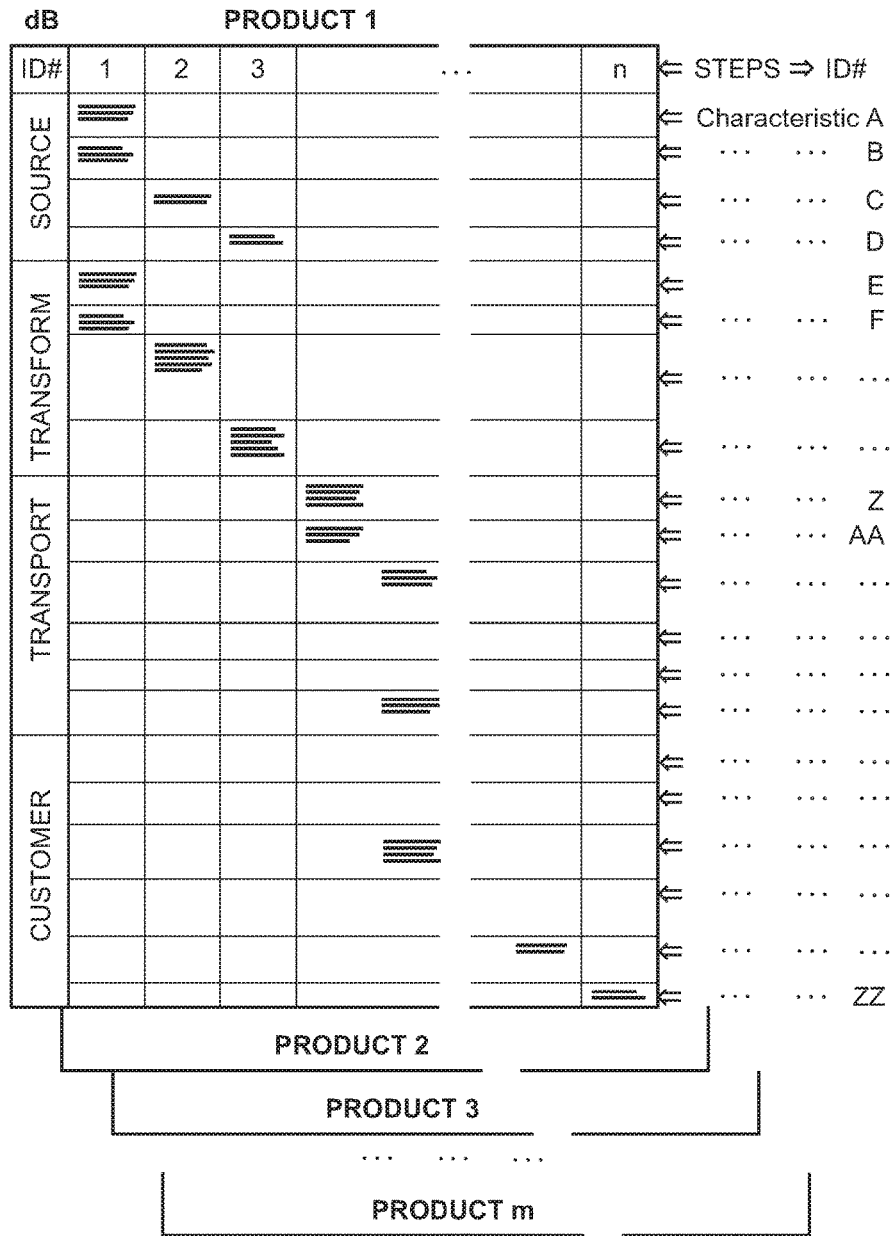 dB PRODUCT 1
ID# 1 2 3 ... n ⇐ STEPS ⇒ ID#
SOURCE
⇐ Characteristic A
⇐ ... ... B
⇐ ... ... C
⇐ ... ... D
TRANSFORM
⇐ E
⇐ ... ... F
⇐ ... ... ...
⇐ ... ... ...
TRANSPORT
⇐ ... ... Z
⇐ ... ... AA
⇐ ... ... ...
⇐ ... ... ...
⇐ ... ... ...
⇐ ... ... ...
CUSTOMER
⇐ ... ... ...
⇐ ... ... ...
⇐ ... ... ...
⇐ ... ... ...
⇐ ... ... ...
⇐ ... ... ZZ
PRODUCT 2
PRODUCT 3
... ... ...
PRODUCT m